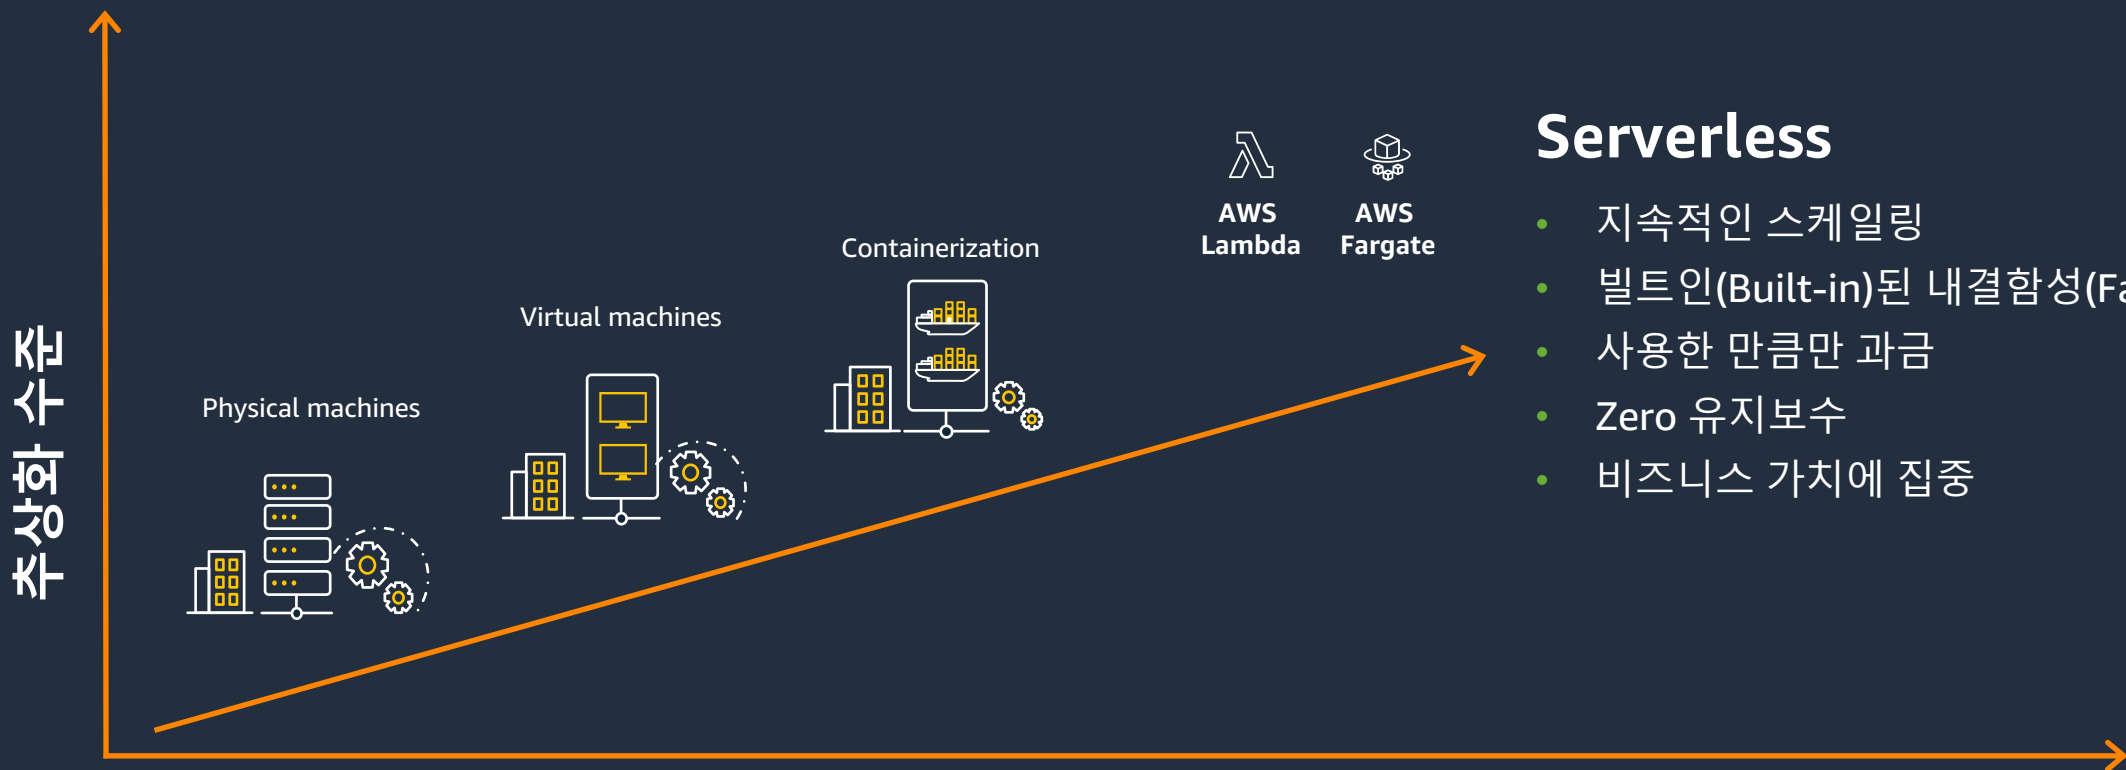 추상화 수준
Physical machines
Virtual machines
Containerization
AWS
Lambda
AWS
Fargate
Serverless
• 지속적인 스케일링
• 빌트인(Built-in)된 내결함성(Fa
• 사용한 만큼만 과금
• Zero 유지보수
• 비즈니스 가치에 집중